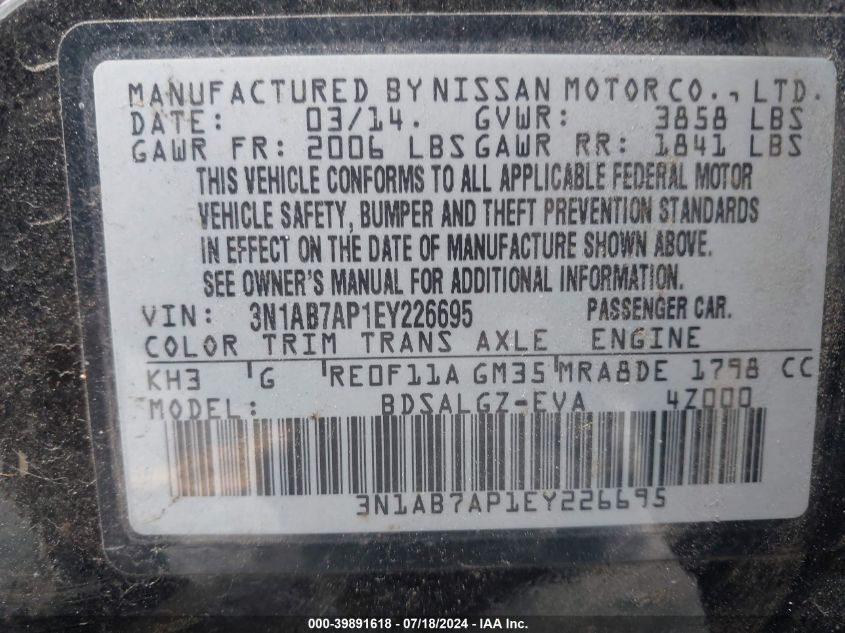 MANUFACTURED BY NISSAN MOTOR CO., LTD.
DATE: 03/14. GVWR: 3858 LBS
GAWR FR: 2006 LBS GAWR RR: 1841 LBS
THIS VEHICLE CONFORMS TO ALL APPLICABLE FEDERAL MOTOR
VEHICLE SAFETY, BUMPER AND THEFT PREVENTION STANDARDS
IN EFFECT ON THE DATE OF MANUFACTURE SHOWN ABOVE.
SEE OWNER'S MANUAL FOR ADDITIONAL INFORMATION.
VIN: 3N1AB7AP1EY226695 PASSENGER CAR.
COLOR TRIM TRANS AXLE ENGINE
KH3 G RE0F11A GM35 MRA8DE 1798 CC
MODEL: BDSALGZ-EVA 4Z000
3N1AB7AP1EY226695
000-39891618 / 07/18/2024 / © IAA, Inc.